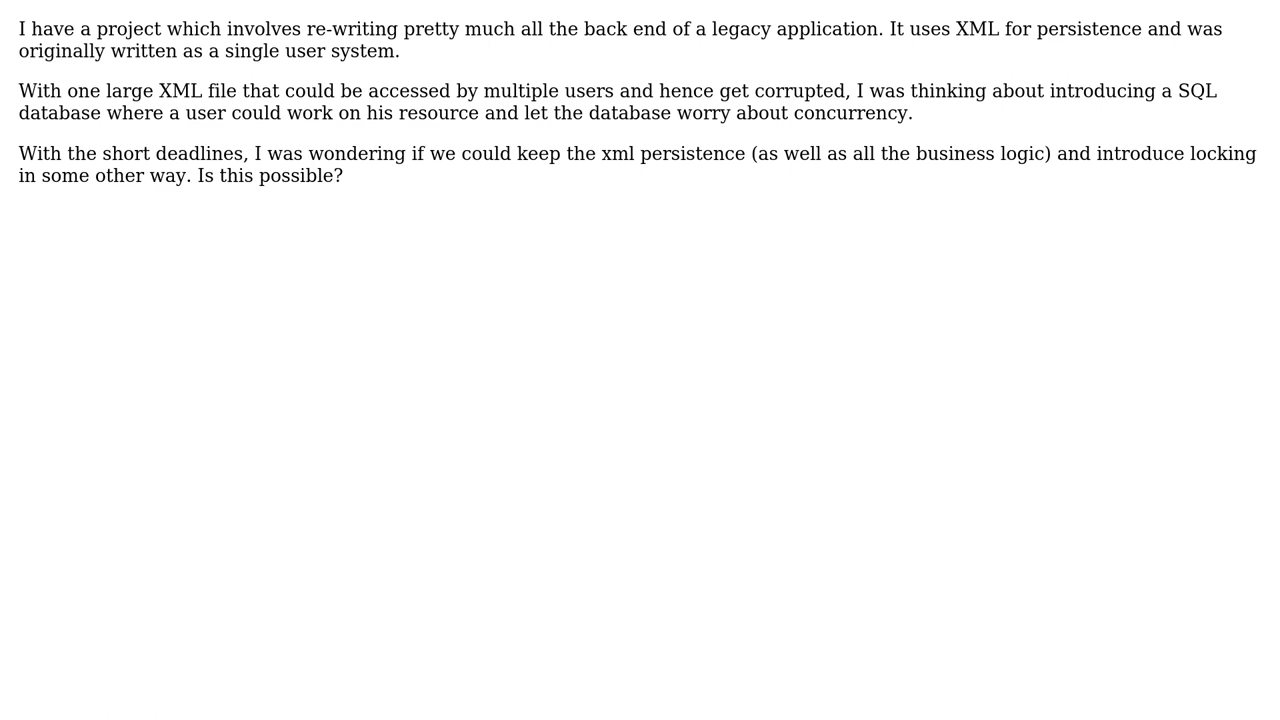 I have a project which involves re-writing pretty much all the back end of a legacy application. It uses XML for persistence and was
originally written as a single user system.
With one large XML file that could be accessed by multiple users and hence get corrupted, I was thinking about introducing a SQL
database where a user could work on his resource and let the database worry about concurrency.
With the short deadlines, I was wondering if we could keep the xml persistence (as well as all the business logic) and introduce locking
in some other way. Is this possible?